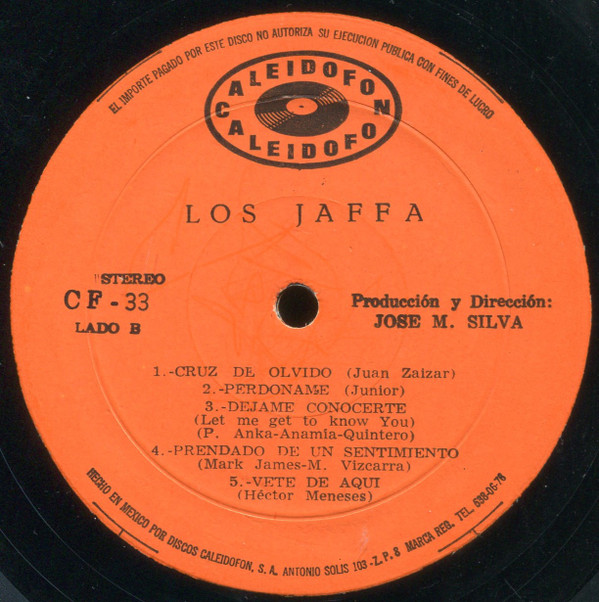 EL IMPORTE PAGADO POR ESTE DISCO NO AUTORIZA SU EJECUCION PUBLICA CON FINES DE LUCRO
CALEIDOFON
CALEIDOFON
LOS JAFFA
"STEREO
CF-33
LADO B
Producción y Dirección:
JOSE M. SILVA
1.-CRUZ DE OLVIDO (Juan Zaizar)
2.-PERDONAME (Junior)
3.-DEJAME CONOCERTE
(Let me get to know You)
(P. Anka-Anamia-Quintero)
4.-PRENDADO DE UN SENTIMIENTO
(Mark James-M. Vizcarra)
5.-VETE DE AQUI
(Héctor Meneses)
HECHO EN MEXICO POR DISCOS CALEIDOFON, S.A. ANTONIO SOLIS 103-Z.P. 8 MARCA REG. TEL. 638-06-78